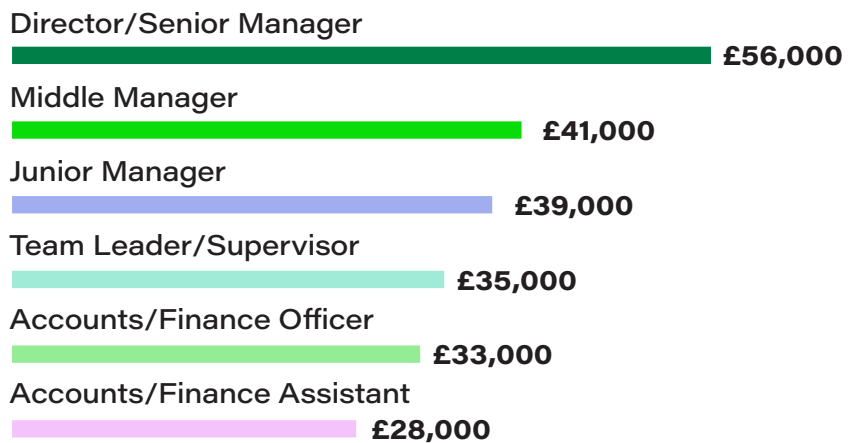 Director/Senior Manager
£56,000
Middle Manager
£41,000
Junior Manager
£39,000
Team Leader/Supervisor
£35,000
Accounts/Finance Officer
£33,000
Accounts/Finance Assistant
£28,000